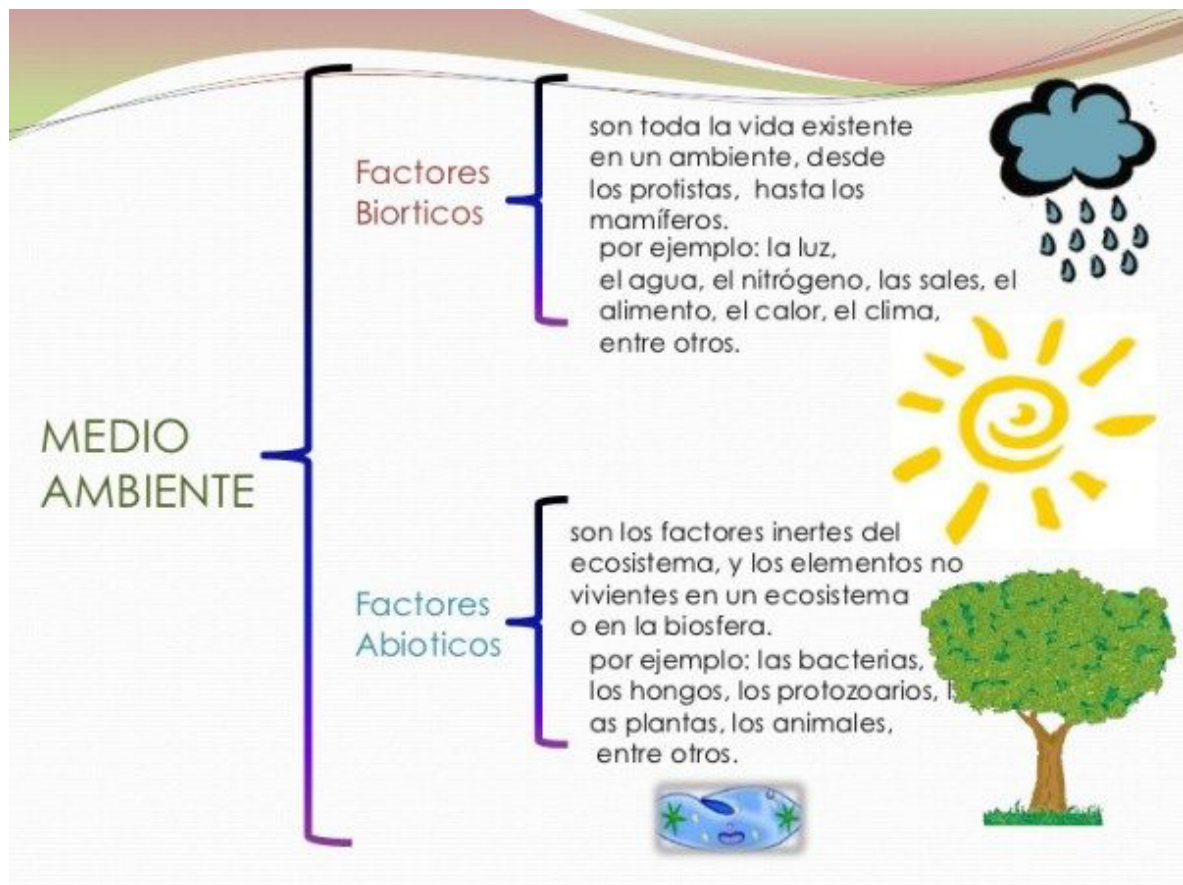 MEDIO
AMBIENTE
Factores
Biorticos
son toda la vida existente
en un ambiente, desde
los protistas, hasta los
mamíferos.
por ejemplo: la luz,
el agua, el nitrógeno, las sales, el
alimento, el calor, el clima,
entre otros.
Factores
Abioticos
son los factores inertes del
ecosistema, y los elementos no
vivientes en un ecosistema
o en la biosfera.
por ejemplo: las bacterias,
los hongos, los protozoarios, l
as plantas, los animales,
entre otros.